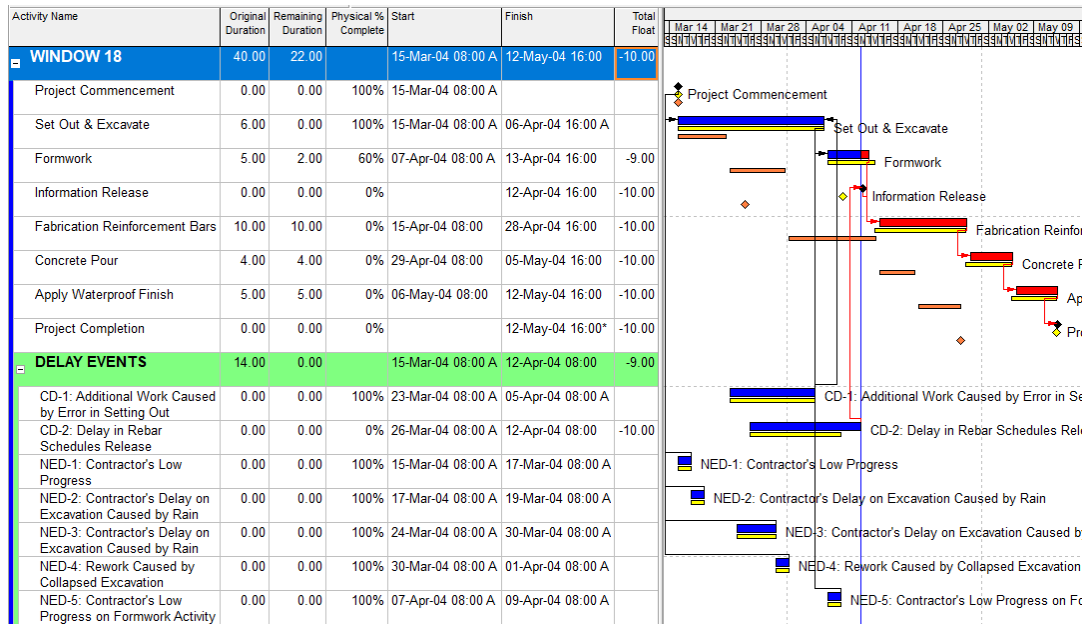 Activity Name Original Remaining Physical % Start Finish Total
Duration Duration Complete Float
Mar 14 Mar 21 Mar 28 Apr 04 Apr 11 Apr 18 Apr 25 May 02 May 09
WINDOW 18 40.00 22.00 15-Mar-04 08:00 A 12-May-04 16:00 -10.00
Project Commencement 0.00 0.00 100% 15-Mar-04 08:00 A Project Commencement
Set Out & Excavate 6.00 0.00 100% 15-Mar-04 08:00 A 06-Apr-04 16:00 A Set Out & Excavate
Formwork 5.00 2.00 60% 07-Apr-04 08:00 A 13-Apr-04 16:00 -9.00 Formwork
Information Release 0.00 0.00 0% 12-Apr-04 16:00 -10.00 Information Release
Fabrication Reinforcement Bars 10.00 10.00 0% 15-Apr-04 08:00 28-Apr-04 16:00 -10.00 Fabrication Reinfor
Concrete Pour 4.00 4.00 0% 29-Apr-04 08:00 05-May-04 16:00 -10.00 Concrete P
Apply Waterproof Finish 5.00 5.00 0% 06-May-04 08:00 12-May-04 16:00 -10.00 Ap
Project Completion 0.00 0.00 0% 12-May-04 16:00* -10.00 Pro
DELAY EVENTS 14.00 0.00 15-Mar-04 08:00 A 12-Apr-04 08:00 -9.00
CD-1: Additional Work Caused 0.00 0.00 100% 23-Mar-04 08:00 A 05-Apr-04 08:00 A CD-1: Additional Work Caused by Error in Se
by Error in Setting Out
CD-2: Delay in Rebar 0.00 0.00 0% 26-Mar-04 08:00 A 12-Apr-04 08:00 -10.00 CD-2: Delay in Rebar Schedules Rele
Schedules Release
NED-1: Contractor's Low 0.00 0.00 100% 15-Mar-04 08:00 A 17-Mar-04 08:00 A NED-1: Contractor's Low Progress
Progress
NED-2: Contractor's Delay on 0.00 0.00 100% 17-Mar-04 08:00 A 19-Mar-04 08:00 A NED-2: Contractor's Delay on Excavation Caused by Rain
Excavation Caused by Rain
NED-3: Contractor's Delay on 0.00 0.00 100% 24-Mar-04 08:00 A 30-Mar-04 08:00 A NED-3: Contractor's Delay on Excavation Caused b
Excavation Caused by Rain
NED-4: Rework Caused by 0.00 0.00 100% 30-Mar-04 08:00 A 01-Apr-04 08:00 A NED-4: Rework Caused by Collapsed Excavation
Collapsed Excavation
NED-5: Contractor's Low 0.00 0.00 100% 07-Apr-04 08:00 A 09-Apr-04 08:00 A NED-5: Contractor's Low Progress on Fo
Progress on Formwork Activity